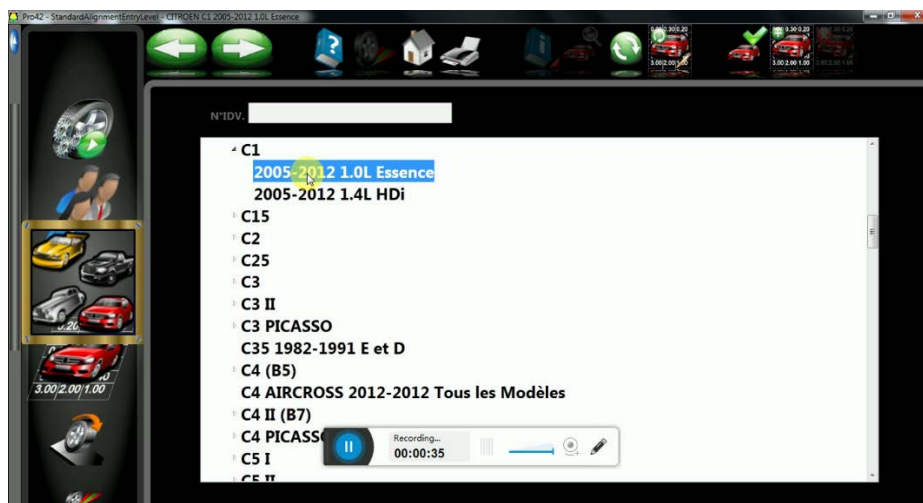 Pro42 - StandardAlignmentEntryLevel - CITROEN C1 2005-2012 1.0L Essence
N°IDV.
C1
2005-2012 1.0L Essence
2005-2012 1.4L HDi
C15
C2
C25
C3
C3 II
C3 PICASSO
C35 1982-1991 E et D
C4 (B5)
C4 AIRCROSS 2012-2012 Tous les Modèles
C4 II (B7)
C4 PICASSO
C5 I
C5 II
Recording...
00:00:35
3.00 2.00 1.00